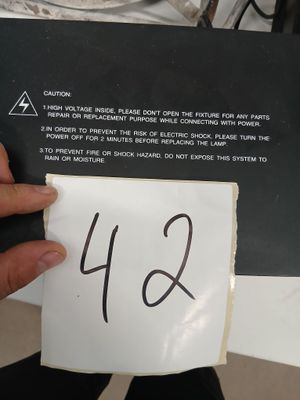 CAUTION:
1.HIGH VOLTAGE INSIDE, PLEASE DON'T OPEN THE FIXTURE FOR ANY PARTS
REPAIR OR REPLACEMENT PURPOSE WHILE CONNECTING WITH POWER.
2.IN ORDER TO PREVENT THE RISK OF ELECTRIC SHOCK, PLEASE TURN THE
POWER OFF FOR 2 MINUTES BEFORE REPLACING THE LAMP.
3.TO PREVENT FIRE OR SHOCK HAZARD, DO NOT EXPOSE THIS SYSTEM TO
RAIN OR MOISTURE.
42